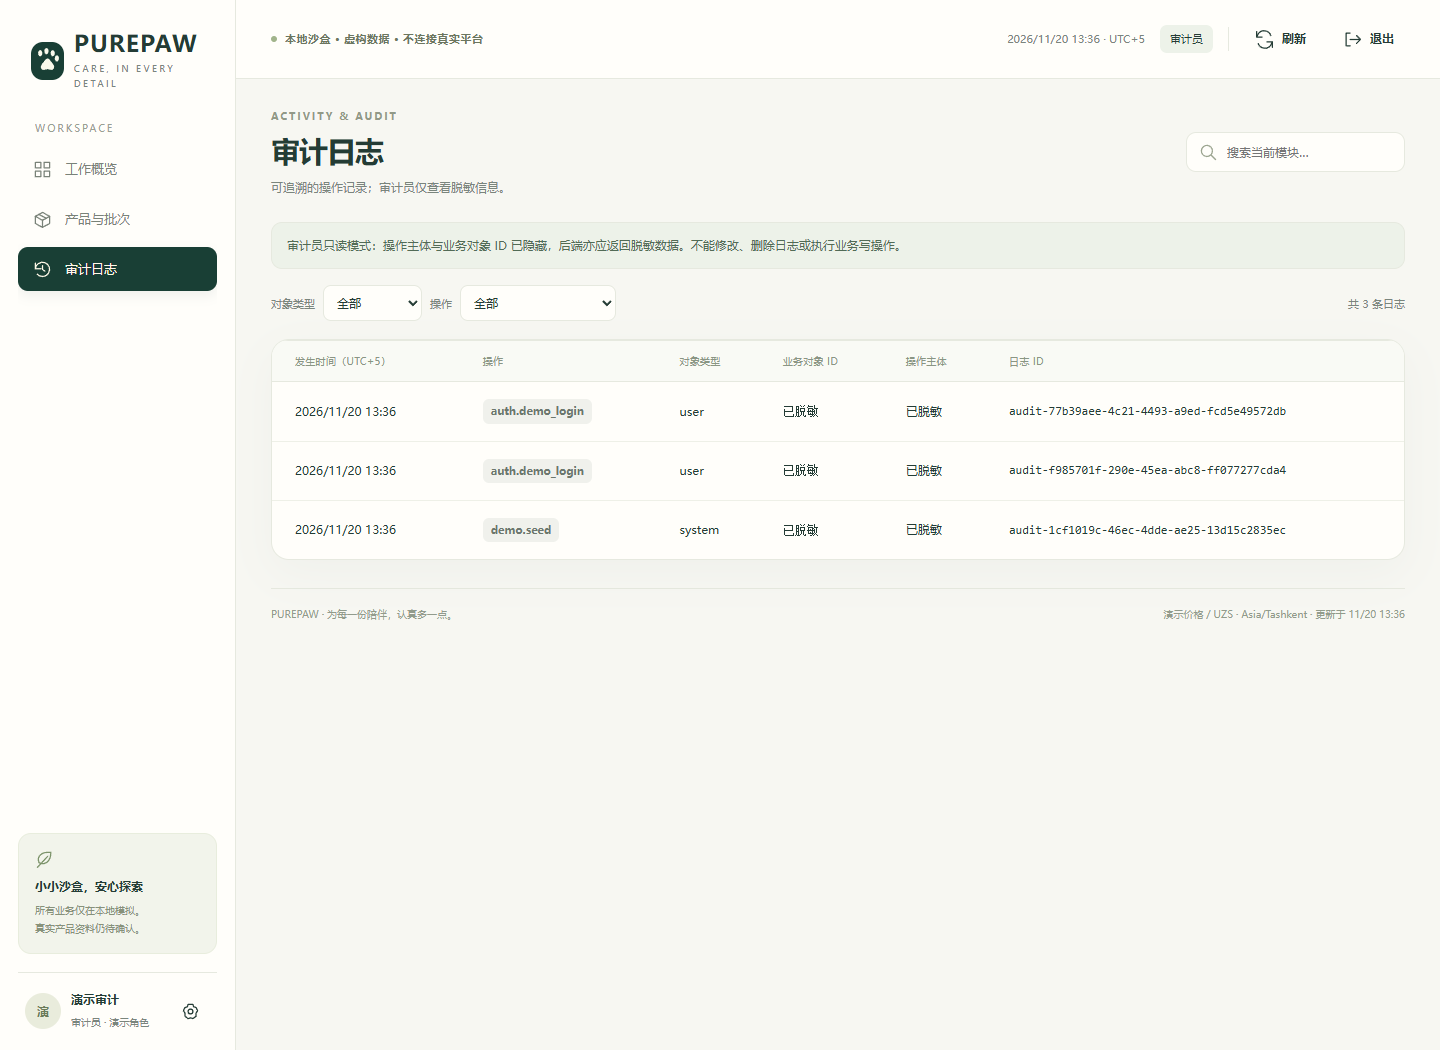 PUREPAW
CARE, IN EVERY
DETAIL
WORKSPACE
工作概览
产品与批次
审计日志
小小沙盒，安心探索
所有业务仅在本地模拟。
真实产品资料仍待确认。
演
演示审计
审计员 · 演示角色
本地沙盒 • 虚构数据 • 不连接真实平台
2026/11/20 13:36 · UTC+5
审计员
刷新
退出
ACTIVITY & AUDIT
审计日志
可追溯的操作记录；审计员仅查看脱敏信息。
搜索当前模块...
审计员只读模式：操作主体与业务对象 ID 已隐藏，后端亦应返回脱敏数据。不能修改、删除日志或执行业务写操作。
对象类型 全部 操作 全部 共 3 条日志
发生时间（UTC+5） 操作 对象类型 业务对象 ID 操作主体 日志 ID
2026/11/20 13:36 auth.demo_login user 已脱敏 已脱敏 audit-77b39aee-4c21-4493-a9ed-fcd5e49572db
2026/11/20 13:36 auth.demo_login user 已脱敏 已脱敏 audit-f985701f-290e-45ea-abc8-ff077277cda4
2026/11/20 13:36 demo.seed system 已脱敏 已脱敏 audit-1cf1019c-46ec-4dde-ae25-13d15c2835ec
PUREPAW · 为每一份陪伴，认真多一点。
演示价格 / UZS · Asia/Tashkent · 更新于 11/20 13:36